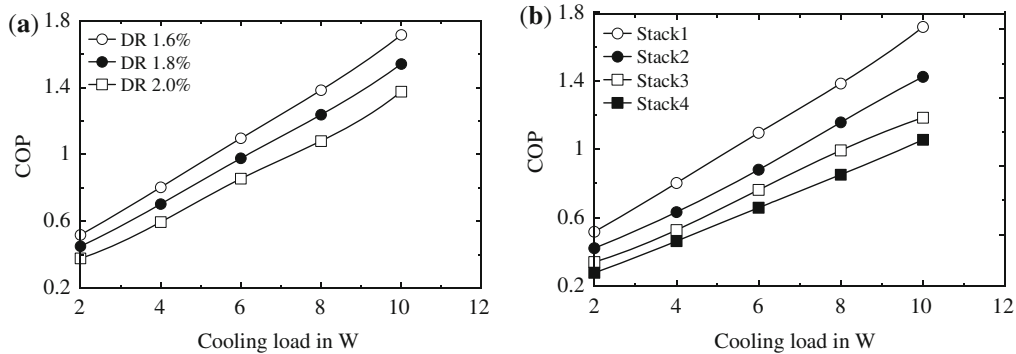 (a)
1.8
1.4
1
0.6
0.2
COP
DR 1.6%
DR 1.8%
DR 2.0%
2 4 6 8 10 12
Cooling load in W
(b)
1.8
1.4
1
0.6
0.2
COP
Stack1
Stack2
Stack3
Stack4
2 4 6 8 10 12
Cooling load in W